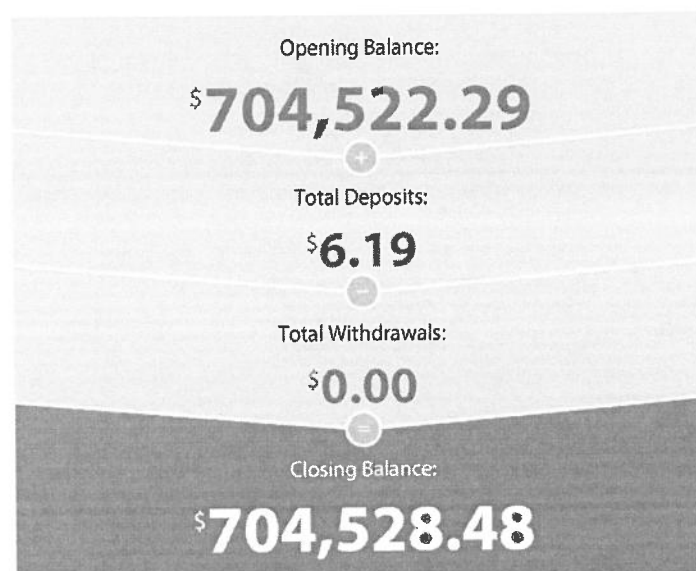 Opening Balance:
$704,522.29
+
Total Deposits:
$6.19
−
Total Withdrawals:
$0.00
=
Closing Balance:
$704,528.48